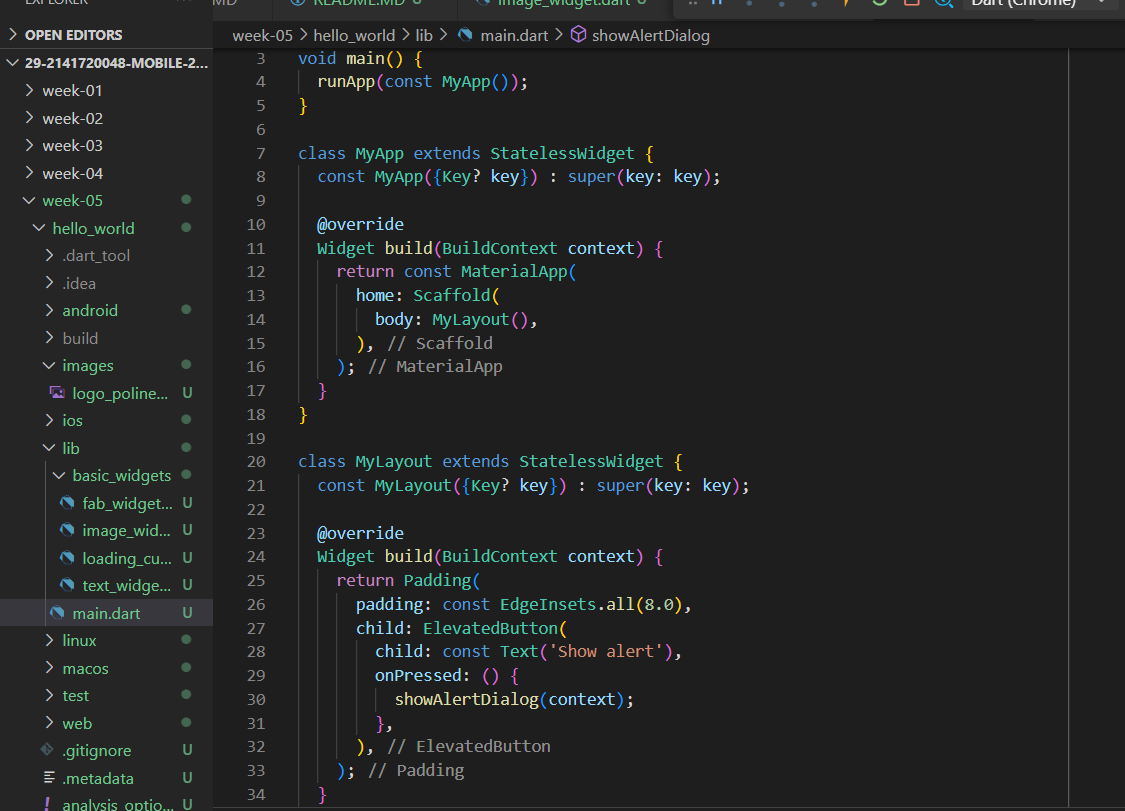 EXPLORER
MD
README.MD U
image_widget.dart U
Dart (Chrome)
OPEN EDITORS
29-2141720048-MOBILE-2...
week-01
week-02
week-03
week-04
week-05
hello_world
.dart_tool
.idea
android
build
images
logo_poline... U
ios
lib
basic_widgets
fab_widget... U
image_wid... U
loading_cu... U
text_widge... U
main.dart U
linux
macos
test
web
.gitignore U
.metadata U
analysis_optio... U
week-05 > hello_world > lib > main.dart > showAlertDialog
3 void main() {
4 runApp(const MyApp());
5 }
6
7 class MyApp extends StatelessWidget {
8 const MyApp({Key? key}) : super(key: key);
9
10 @override
11 Widget build(BuildContext context) {
12 return const MaterialApp(
13 home: Scaffold(
14 body: MyLayout(),
15 ), // Scaffold
16 ); // MaterialApp
17 }
18 }
19
20 class MyLayout extends StatelessWidget {
21 const MyLayout({Key? key}) : super(key: key);
22
23 @override
24 Widget build(BuildContext context) {
25 return Padding(
26 padding: const EdgeInsets.all(8.0),
27 child: ElevatedButton(
28 child: const Text('Show alert'),
29 onPressed: () {
30 showAlertDialog(context);
31 },
32 ), // ElevatedButton
33 ); // Padding
34 }